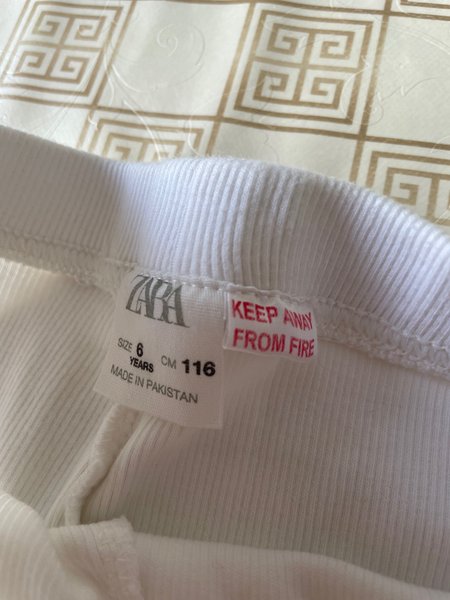 ZARA
SIZE 6 YEARS CM 116
MADE IN PAKISTAN
KEEP AWAY
FROM FIRE